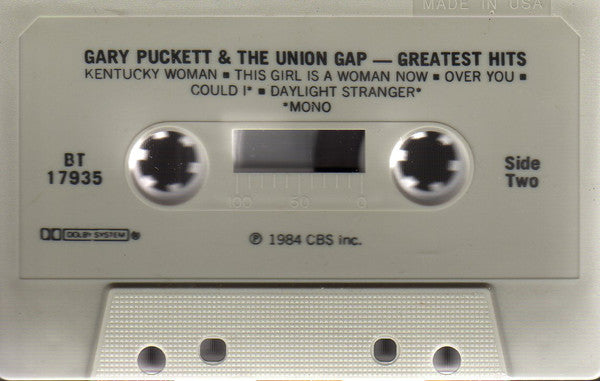 MADE IN USA
GARY PUCKETT & THE UNION GAP — GREATEST HITS
KENTUCKY WOMAN ■ THIS GIRL IS A WOMAN NOW ■ OVER YOU ■
COULD I* ■ DAYLIGHT STRANGER*
*MONO
BT
17935
Side
Two
100 50 0
DOLBY SYSTEM ®
℗ 1984 CBS inc.